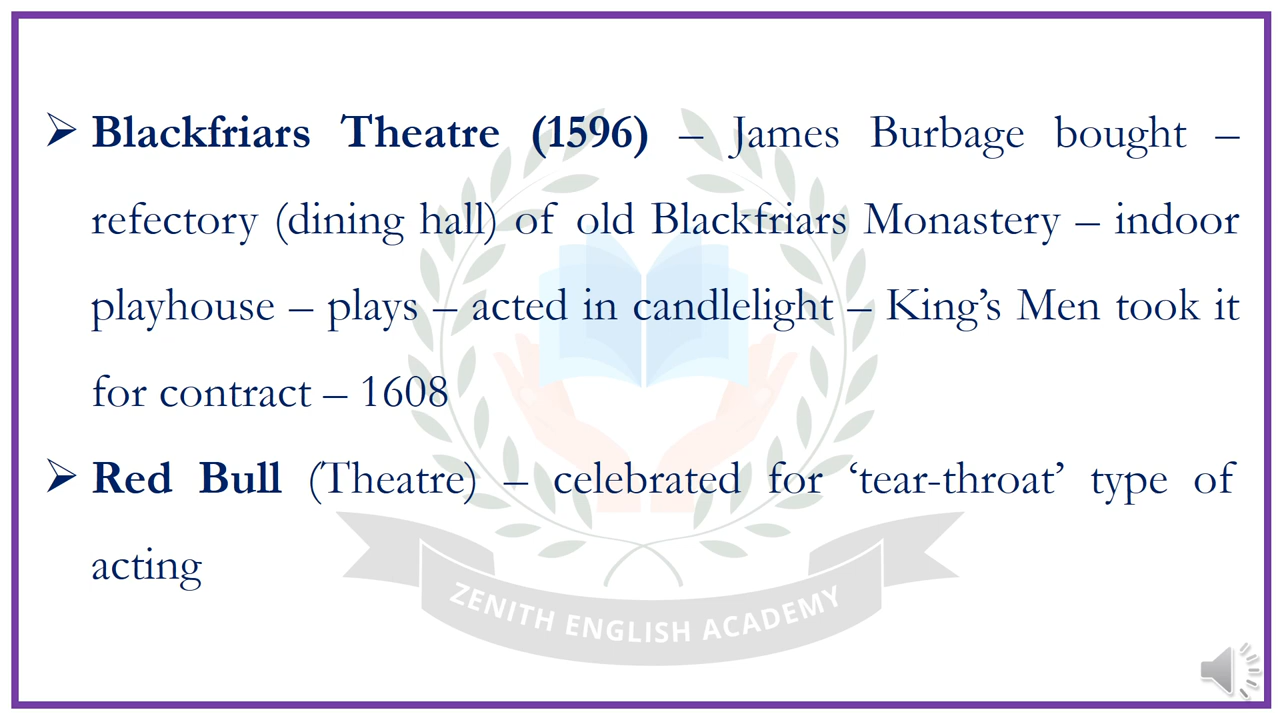 ➢ Blackfriars Theatre (1596) – James Burbage bought –
refectory (dining hall) of old Blackfriars Monastery – indoor
playhouse – plays – acted in candlelight – King’s Men took it
for contract – 1608
➢ Red Bull (Theatre) – celebrated for ‘tear-throat’ type of
acting
ZENITH ENGLISH ACADEMY